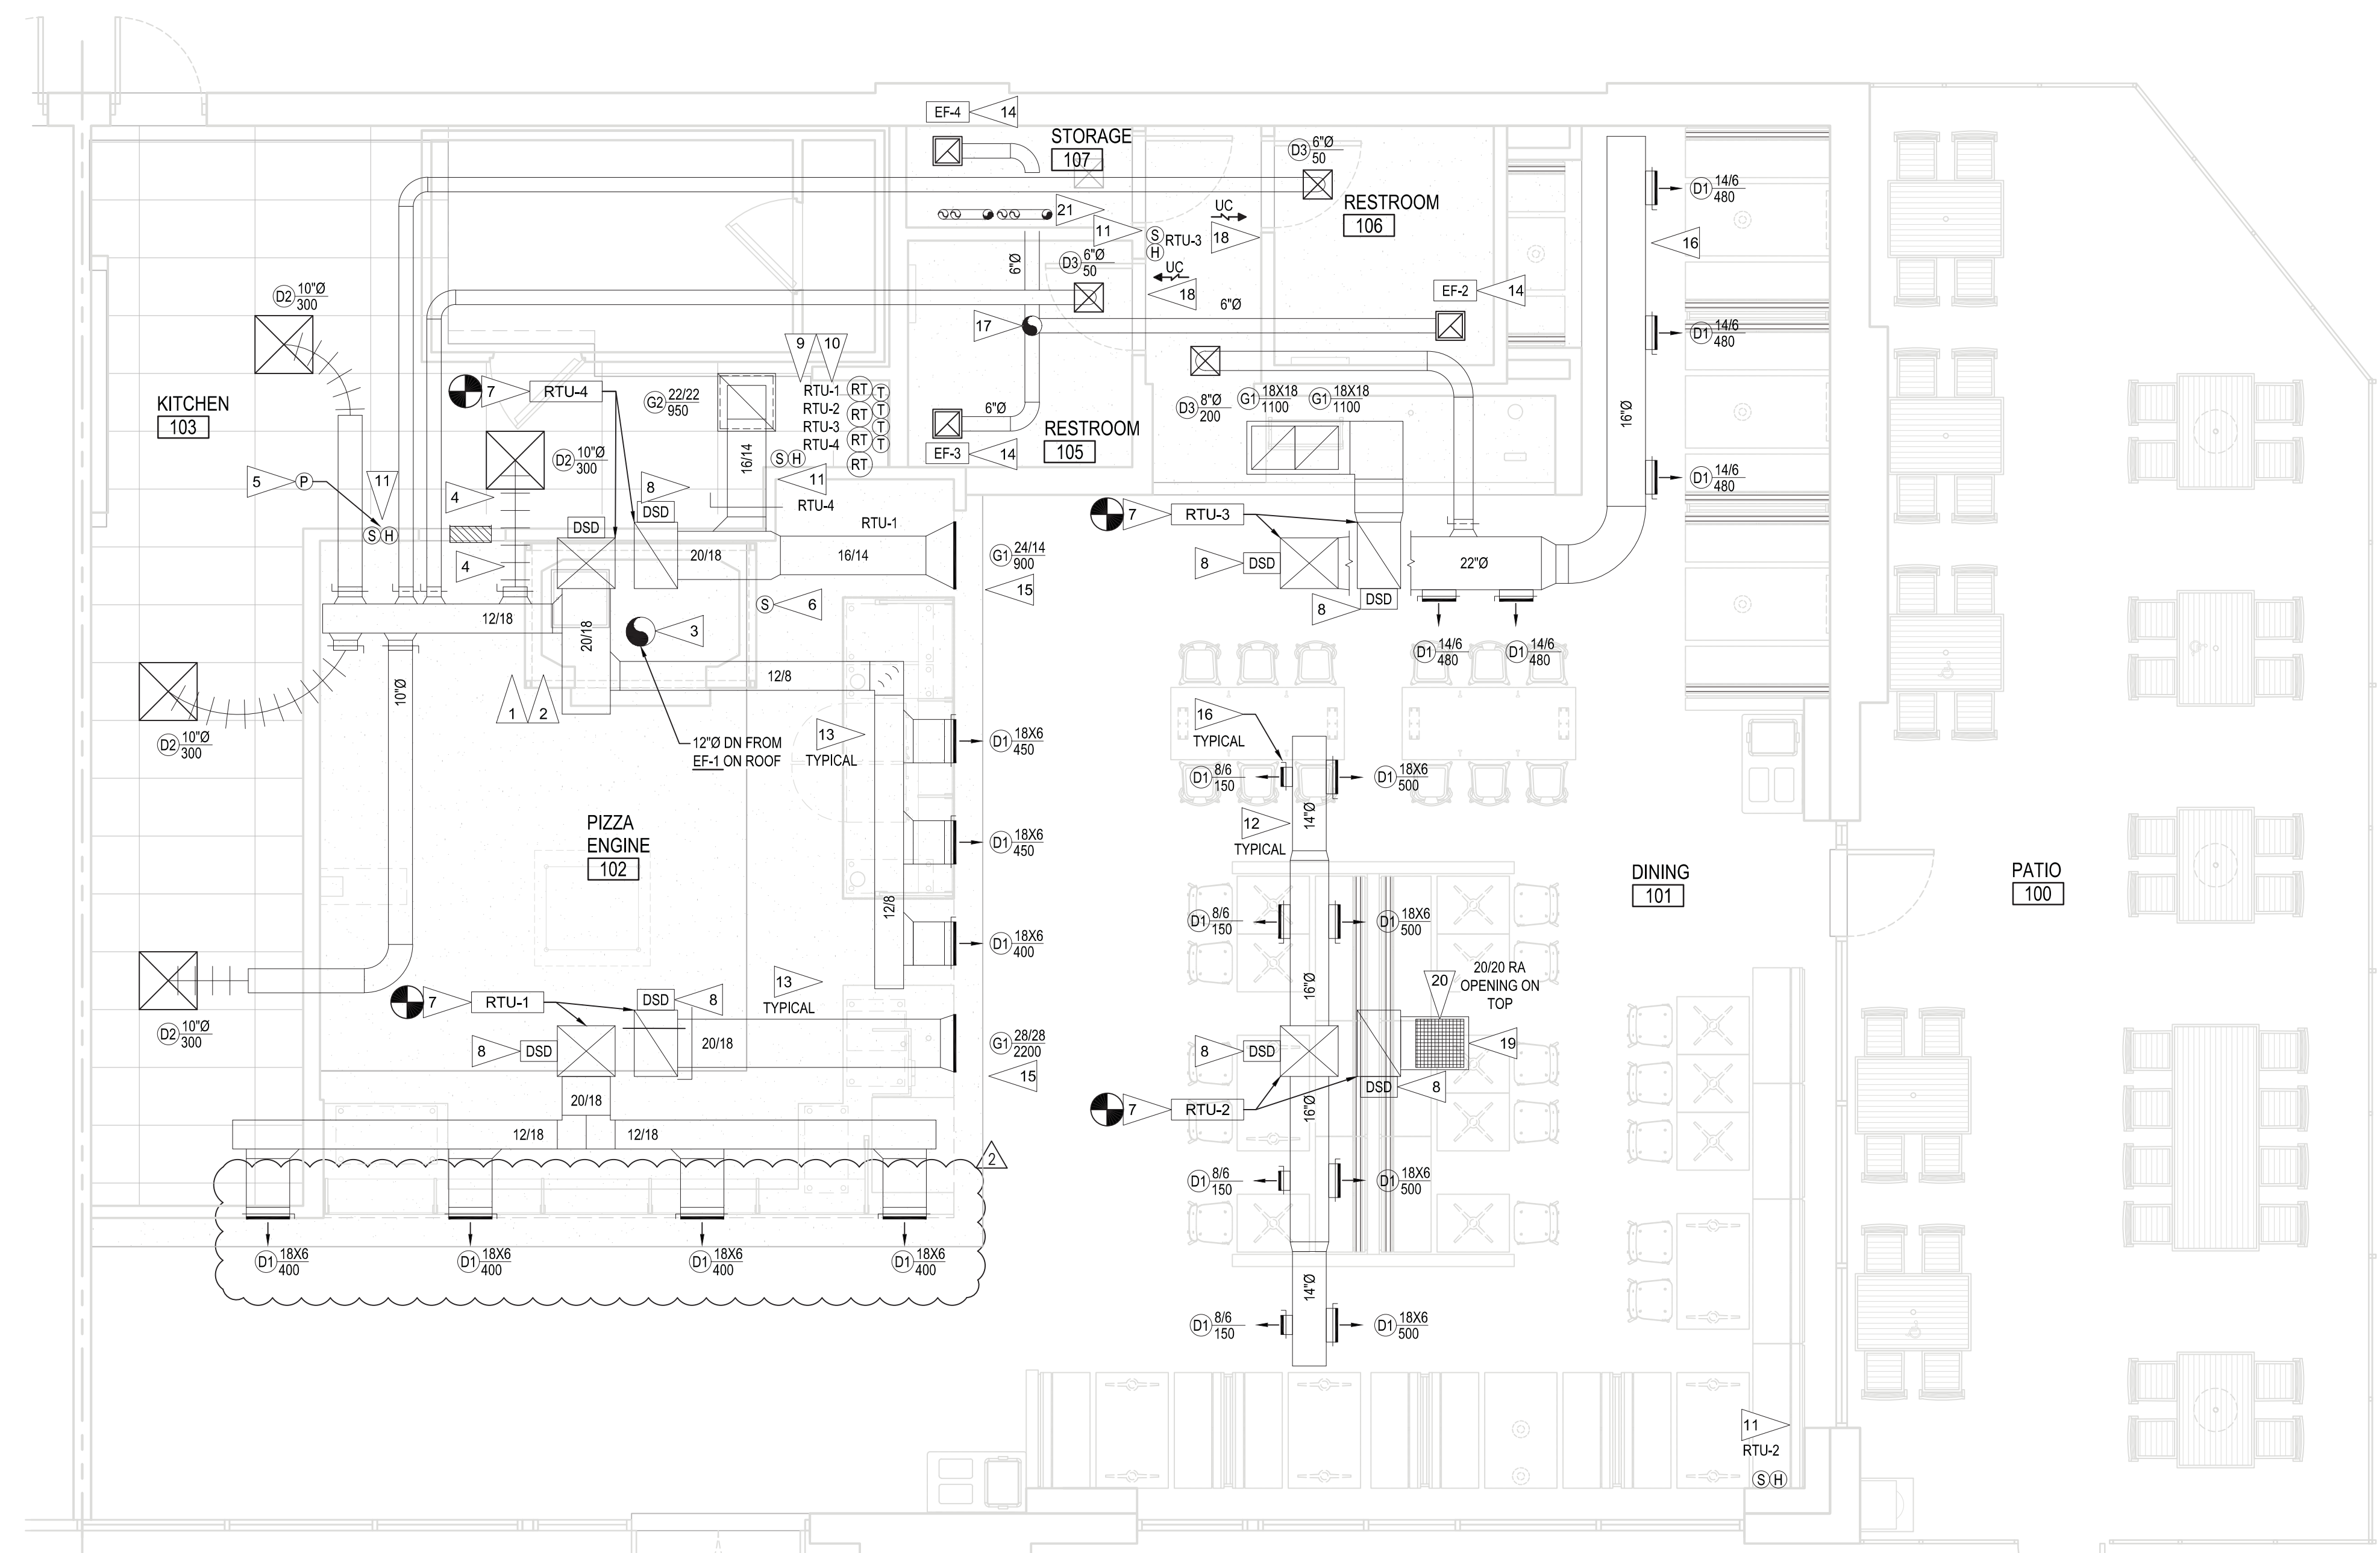 EF-4
14
STORAGE
107
D3 6"Ø
50
RESTROOM
106
D1 14/6
480
21
11
S
H
RTU-3
UC
18
16
D3 6"Ø
50
UC
18
6"Ø
6"Ø
EF-2
14
D2 10"Ø
300
17
D1 14/6
480
9
10
7
RTU-4
G2 22/22
950
RTU-1 RT T
RTU-2 RT T
RTU-3 RT T
RTU-4 RT T
KITCHEN
103
6"Ø
D3 8"Ø
200
G1 18X18
1100
G1 18X18
1100
16"Ø
RESTROOM
105
EF-3
14
D2 10"Ø
300
16/14
S H
11
RTU-4
5
P
11
4
8
DSD
D1 14/6
480
7
RTU-3
S H
DSD
RTU-1
20/18
16/14
G1 24/14
900
15
8
DSD
22"Ø
4
S
6
DSD
8
12/18
20/18
3
D1 14/6
480
D1 14/6
480
12/8
10"Ø
1
2
D2 10"Ø
300
12"Ø DN FROM
EF-1 ON ROOF
13
TYPICAL
D1 18X6
450
16
TYPICAL
D1 8/6
150
D1 18X6
500
PIZZA
ENGINE
102
D1 18X6
450
12
TYPICAL
14"Ø
DINING
101
PATIO
100
12/8
D1 18X6
400
D1 8/6
150
D1 18X6
500
13
TYPICAL
16"Ø
20
20/20 RA
OPENING ON
TOP
7
RTU-1
DSD
8
D2 10"Ø
300
8
DSD
20/18
G1 28/28
2200
15
8
DSD
19
DSD
8
7
RTU-2
16"Ø
20/18
12/18
12/18
2
D1 8/6
150
D1 18X6
500
D1 18X6
400
D1 18X6
400
D1 18X6
400
D1 18X6
400
14"Ø
D1 8/6
150
D1 18X6
500
11
RTU-2
S H